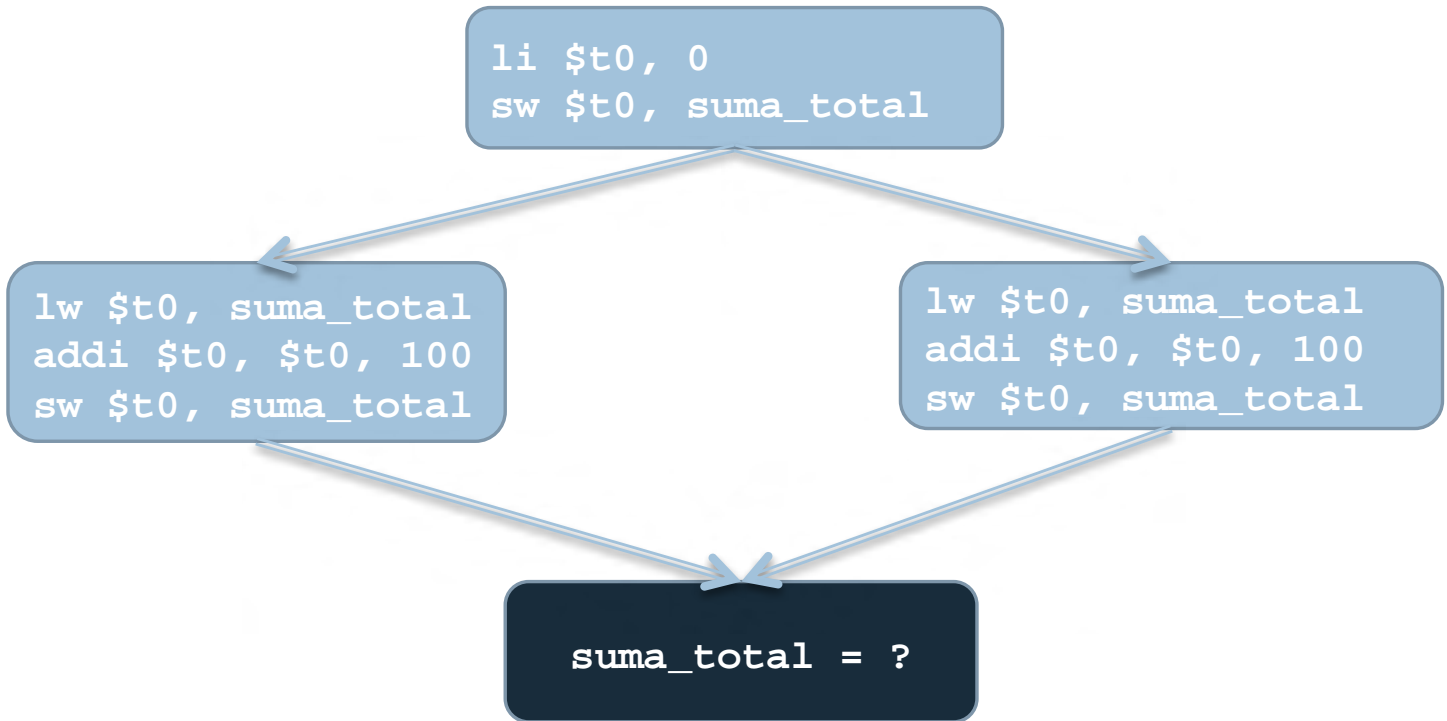 li $t0, 0
sw $t0, suma_total
lw $t0, suma_total
addi $t0, $t0, 100
sw $t0, suma_total
lw $t0, suma_total
addi $t0, $t0, 100
sw $t0, suma_total
suma_total = ?